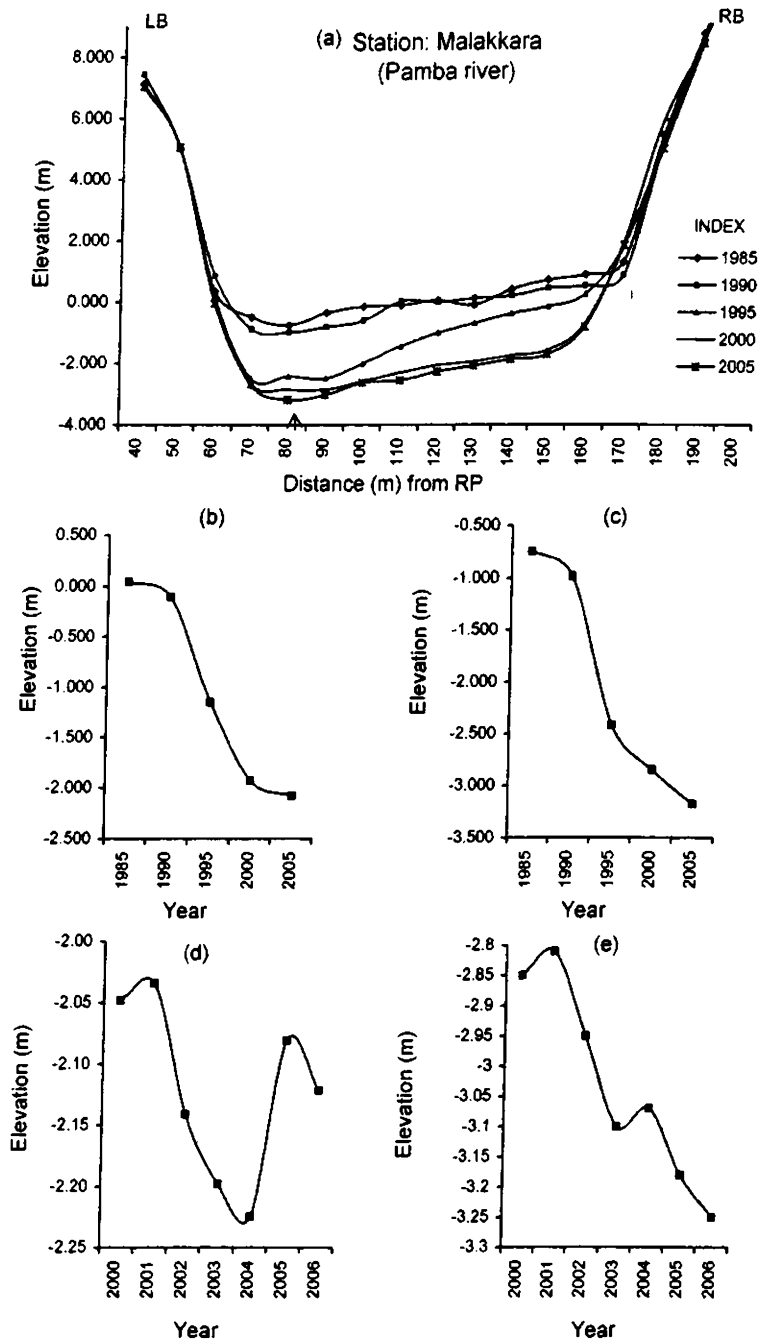 LB
RB
(a) Station: Malakkara
(Pamba river)
8.000
6.000
4.000
2.000
0.000
-2.000
-4.000
Elevation (m)
INDEX
1985
1990
1995
2000
2005
40 50 60 70 80 90 100 110 120 130 140 150 160 170 180 190 200
Distance (m) from RP
(b)
0.500
0.000
-0.500
-1.000
-1.500
-2.000
-2.500
Elevation (m)
1985 1990 1995 2000 2005
Year
(c)
-0.500
-1.000
-1.500
-2.000
-2.500
-3.000
-3.500
Elevation (m)
1985 1990 1995 2000 2005
Year
(d)
-2.00
-2.05
-2.10
-2.15
-2.20
-2.25
Elevation (m)
2000 2001 2002 2003 2004 2005 2006
Year
(e)
-2.8
-2.85
-2.9
-2.95
-3
-3.05
-3.1
-3.15
-3.2
-3.25
-3.3
Elevation (m)
2000 2001 2002 2003 2004 2005 2006
Year